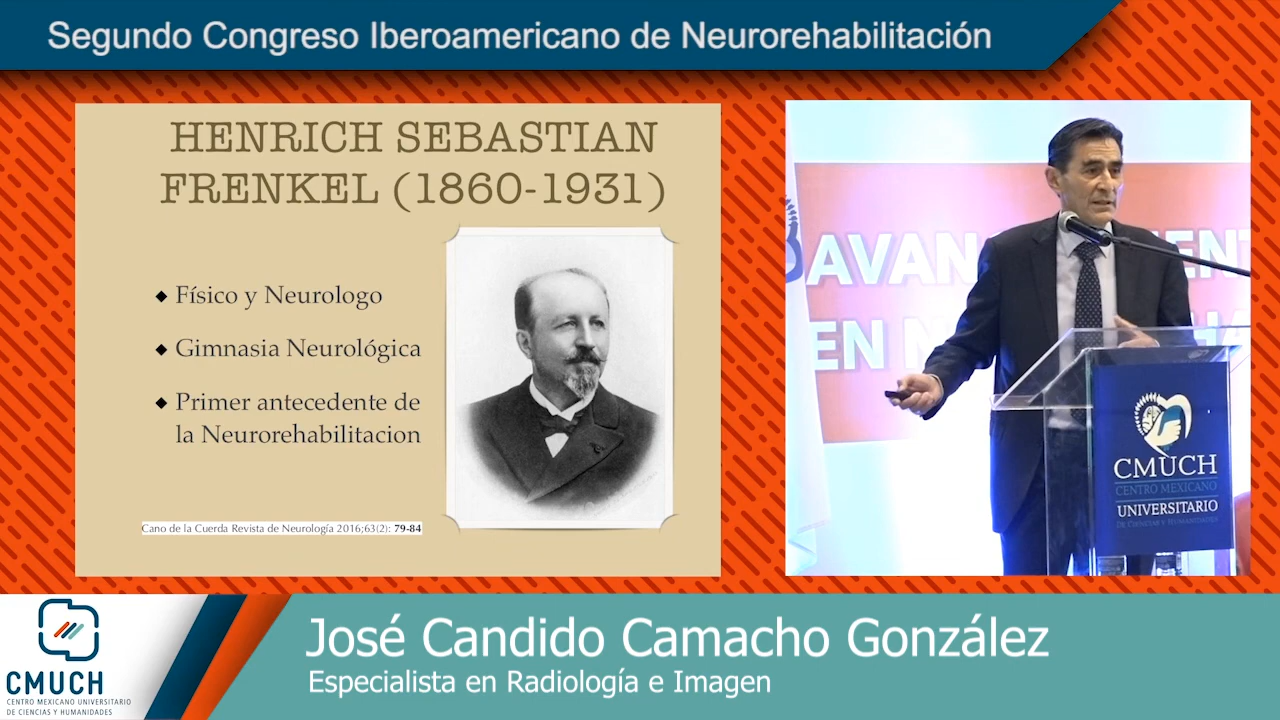 Segundo Congreso Iberoamericano de Neurorehabilitación
HENRICH SEBASTIAN
FRENKEL (1860-1931)
Físico y Neurologo
Gimnasia Neurológica
Primer antecedente de
la Neurorehabilitacion
Cano de la Cuerda Revista de Neurología 2016;63(2): 79-84
AVAN
EN N
CMUCH
CENTRO MEXICANO
UNIVERSITARIO
DE CIENCIAS Y HUMANIDADES
José Candido Camacho González
Especialista en Radiología e Imagen
CMUCH
CENTRO MEXICANO UNIVERSITARIO
DE CIENCIAS Y HUMANIDADES